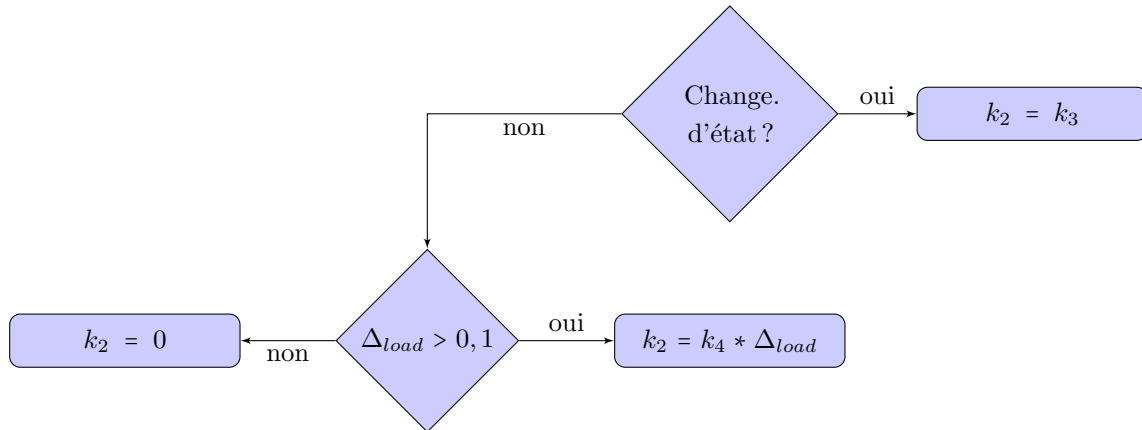 Change.
d'état ?
oui
k₂ = k₃
non
k₂ = 0
non
Δ_load > 0, 1
oui
k₂ = k₄ * Δ_load